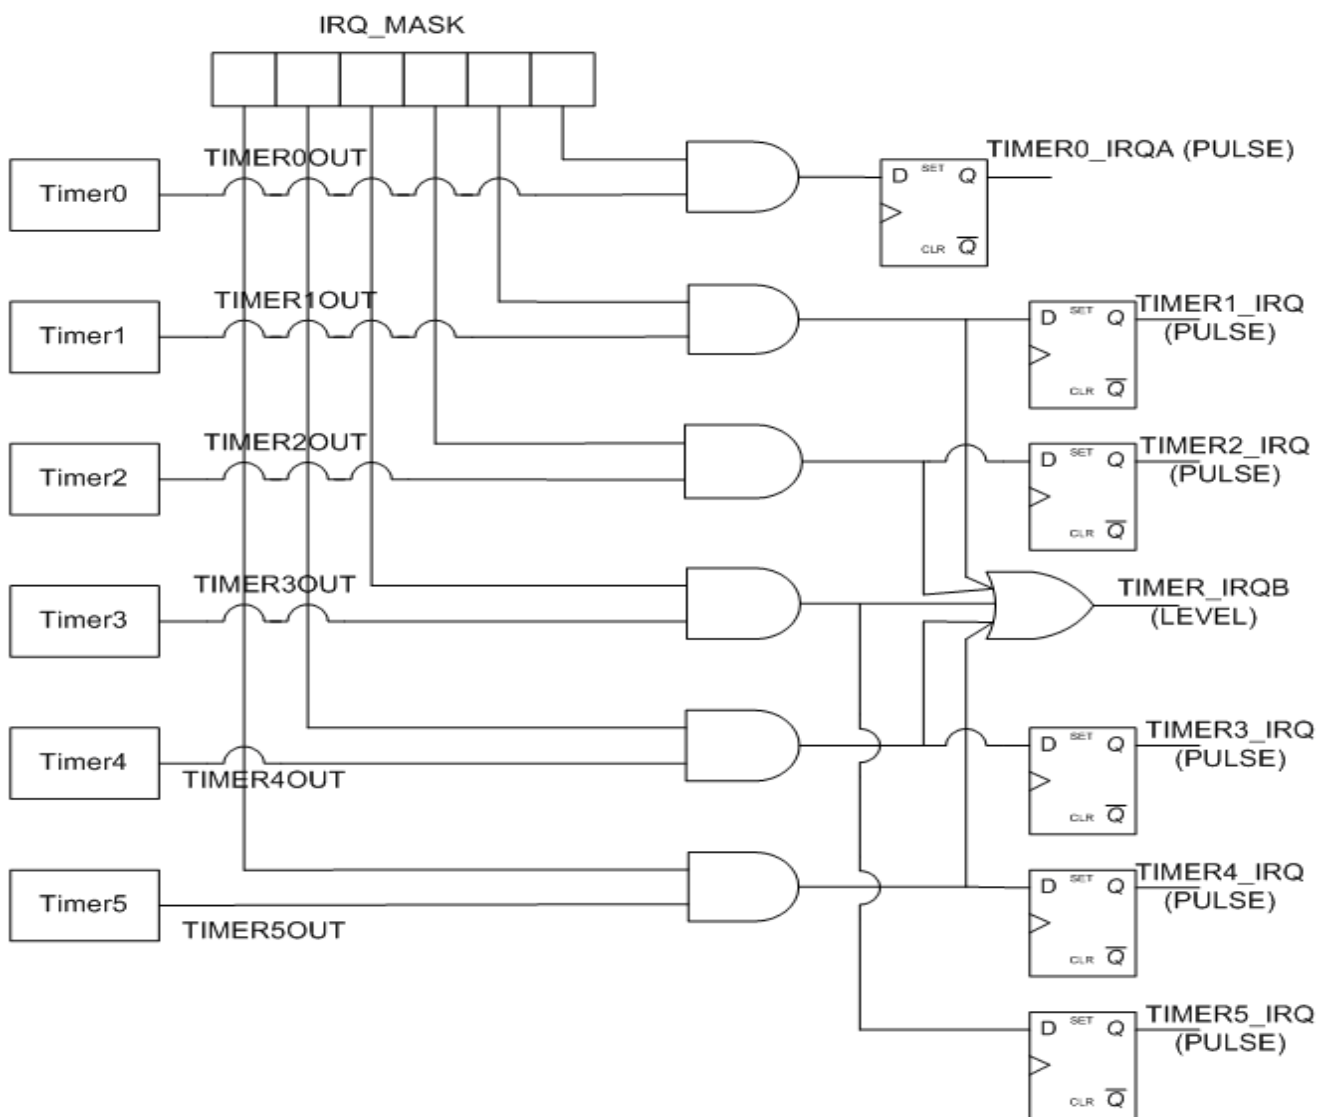 IRQ_MASK
TIMER0OUT
TIMER0_IRQA (PULSE)
Timer0
D SET Q
CLR Q
TIMER1OUT
TIMER1_IRQ
(PULSE)
Timer1
D SET Q
CLR Q
TIMER2OUT
TIMER2_IRQ
(PULSE)
Timer2
D SET Q
CLR Q
TIMER3OUT
TIMER_IRQB
(LEVEL)
Timer3
TIMER3_IRQ
(PULSE)
D SET Q
CLR Q
Timer4
TIMER4OUT
TIMER4_IRQ
(PULSE)
D SET Q
CLR Q
Timer5
TIMER5OUT
TIMER5_IRQ
(PULSE)
D SET Q
CLR Q